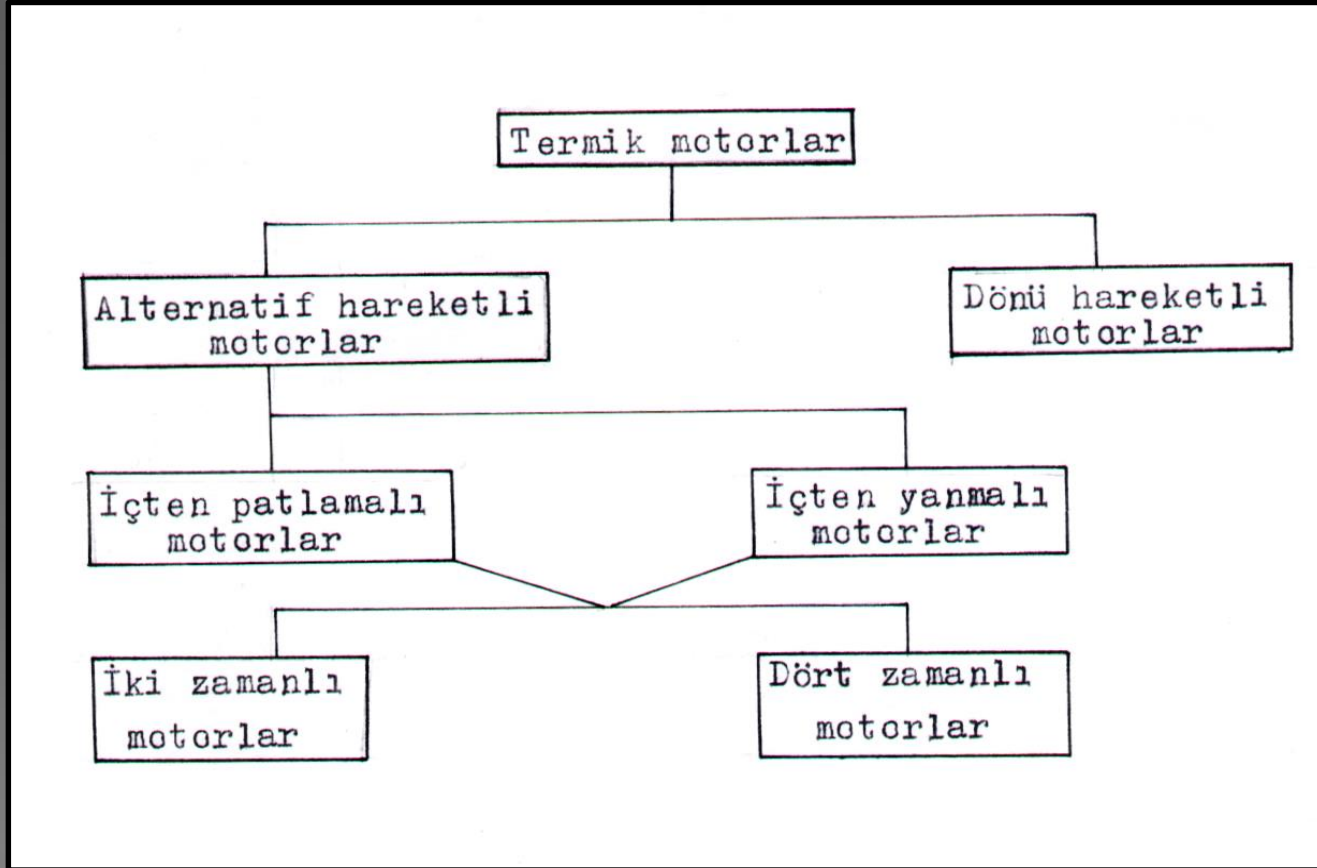 Termik motorlar
Alternatif hareketli
motorlar
Dönü hareketli
motorlar
İçten patlamalı
motorlar
İçten yanmalı
motorlar
İki zamanlı
motorlar
Dört zamanlı
motorlar